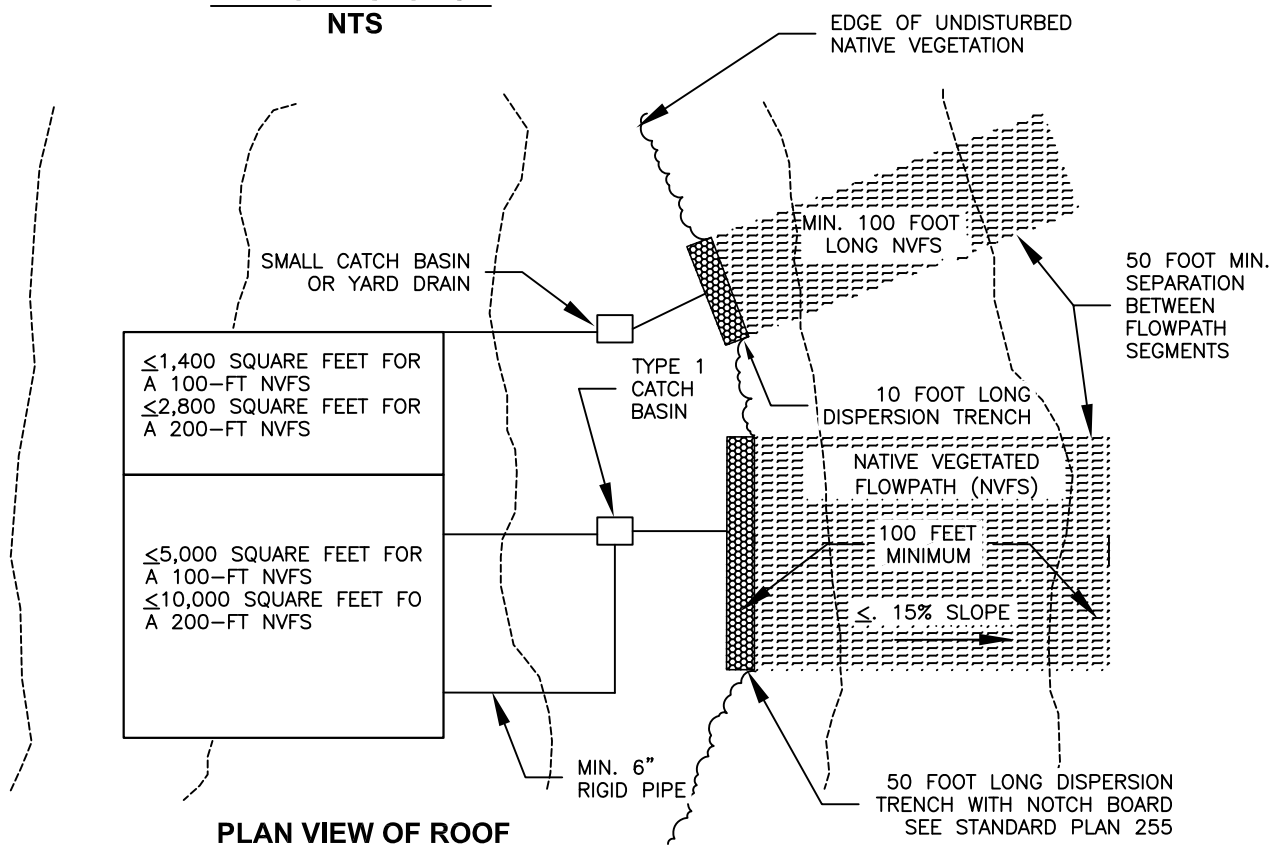 NTS
EDGE OF UNDISTURBED
NATIVE VEGETATION
MIN. 100 FOOT
LONG NVFS
SMALL CATCH BASIN
OR YARD DRAIN
50 FOOT MIN.
SEPARATION
BETWEEN
FLOWPATH
SEGMENTS
≤1,400 SQUARE FEET FOR
A 100-FT NVFS
≤2,800 SQUARE FEET FOR
A 200-FT NVFS
TYPE 1
CATCH
BASIN
10 FOOT LONG
DISPERSION TRENCH
NATIVE VEGETATED
FLOWPATH (NVFS)
100 FEET
MINIMUM
≤5,000 SQUARE FEET FOR
A 100-FT NVFS
≤10,000 SQUARE FEET FO
A 200-FT NVFS
≤. 15% SLOPE
MIN. 6"
RIGID PIPE
50 FOOT LONG DISPERSION
TRENCH WITH NOTCH BOARD
SEE STANDARD PLAN 255
PLAN VIEW OF ROOF